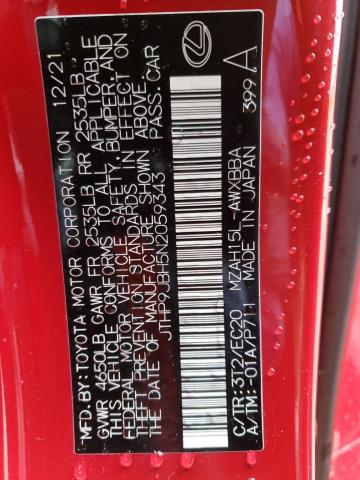 MFD.BY:TOYOTA MOTOR CORPORATION 12/21
GVWR 4650LB GAWR FR 2535LB RR 2535LB
THIS VEHICLE CONFORMS TO ALL APPLICABLE
FEDERAL MOTOR VEHICLE SAFETY, BUMPER, AND
THEFT PREVENTION STANDARDS IN EFFECT ON
THE DATE OF MANUFACTURE SHOWN ABOVE.
JTHP9JBH5N2059343 PASS.CAR
C/TR:3T2/EC20 MZAH15L-AWXBBA
A/TM:-01A/P711 MADE IN JAPAN 399 A